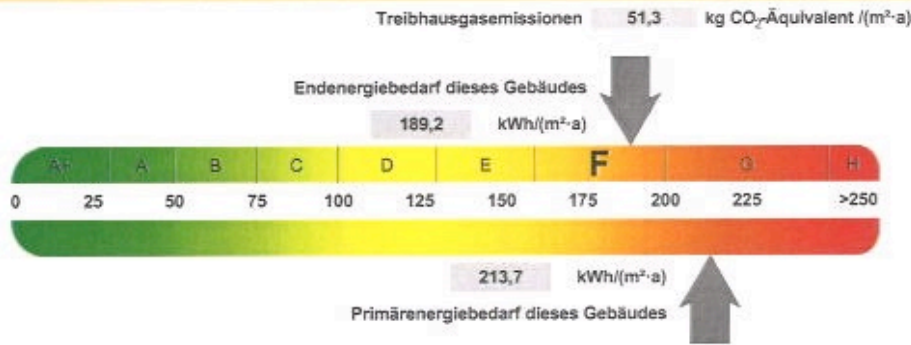 Treibhausgasemissionen 51,3 kg CO₂-Äquivalent /(m²·a)
Endenergiebedarf dieses Gebäudes
189,2 kWh/(m²·a)
A+ A B C D E F G H
0 25 50 75 100 125 150 175 200 225 >250
213,7 kWh/(m²·a)
Primärenergiebedarf dieses Gebäudes